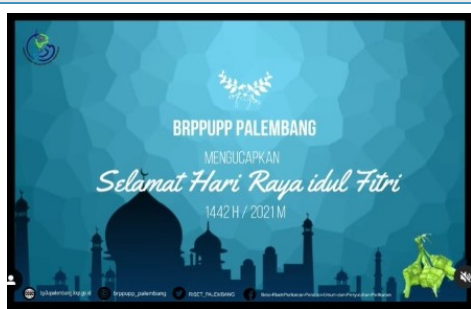 BRPPUPP PALEMBANG
MENGUCAPKAN
Selamat Hari Raya idul Fitri
1442 H / 2021 M
brppupp_palembang
RISET_PALEMBANG